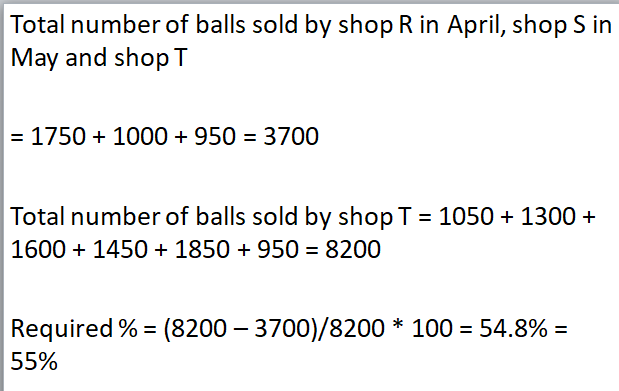 Total number of balls sold by shop R in April, shop S in
May and shop T
= 1750 + 1000 + 950 = 3700
Total number of balls sold by shop T = 1050 + 1300 +
1600 + 1450 + 1850 + 950 = 8200
Required % = (8200 – 3700)/8200 * 100 = 54.8% =
55%